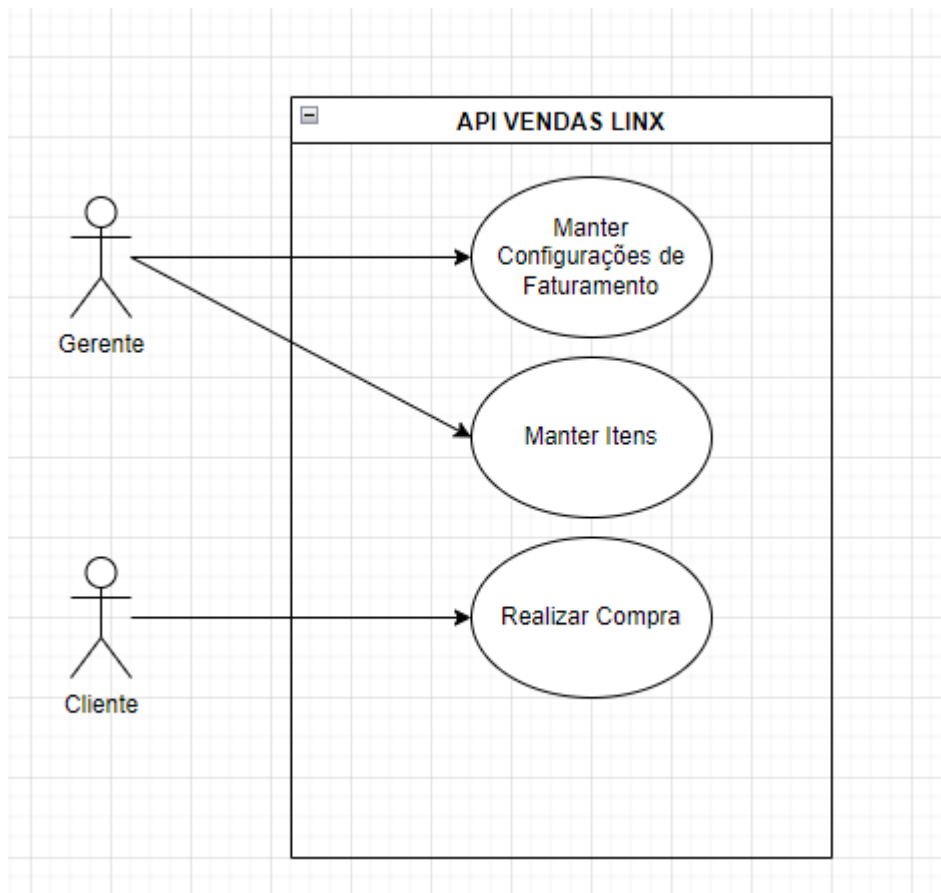 API VENDAS LINX
Manter
Configurações de
Faturamento
Gerente
Manter Itens
Realizar Compra
Cliente